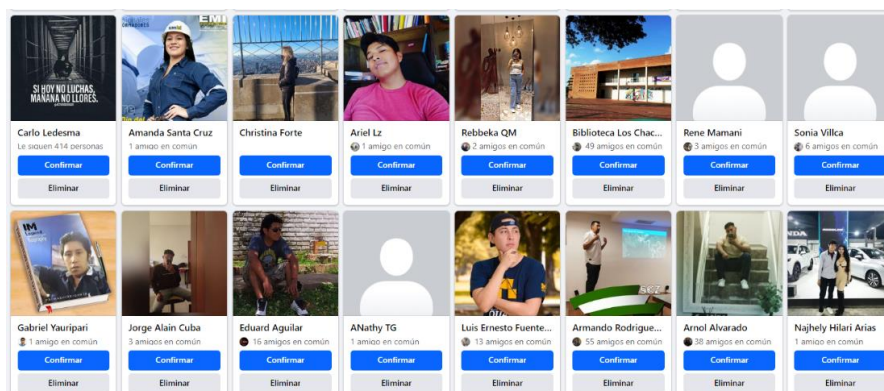 EMI
SI HOY NO LUCHAS,
MAÑANA NO LLORES.
Carlo Ledesma
Amanda Santa Cruz
Christina Forte
Ariel Lz
Rebbeka QM
Biblioteca Los Chac...
Rene Mamani
Sonia Villca
Le siguen 414 personas
1 amigo en común
1 amigo en común
2 amigos en común
49 amigos en común
3 amigos en común
6 amigos en común
Confirmar
Confirmar
Confirmar
Confirmar
Confirmar
Confirmar
Confirmar
Confirmar
Eliminar
Eliminar
Eliminar
Eliminar
Eliminar
Eliminar
Eliminar
Eliminar
IM
SCZ
HONDA
Gabriel Yauripari
Jorge Alain Cuba
Eduard Aguilar
ANathy TG
Luis Ernesto Fuente...
Armando Rodrigue...
Arnol Alvarado
Najhely Hilari Arias
1 amigo en común
3 amigos en común
16 amigos en común
1 amigo en común
13 amigos en común
55 amigos en común
38 amigos en común
1 amigo en común
Confirmar
Confirmar
Confirmar
Confirmar
Confirmar
Confirmar
Confirmar
Confirmar
Eliminar
Eliminar
Eliminar
Eliminar
Eliminar
Eliminar
Eliminar
Eliminar